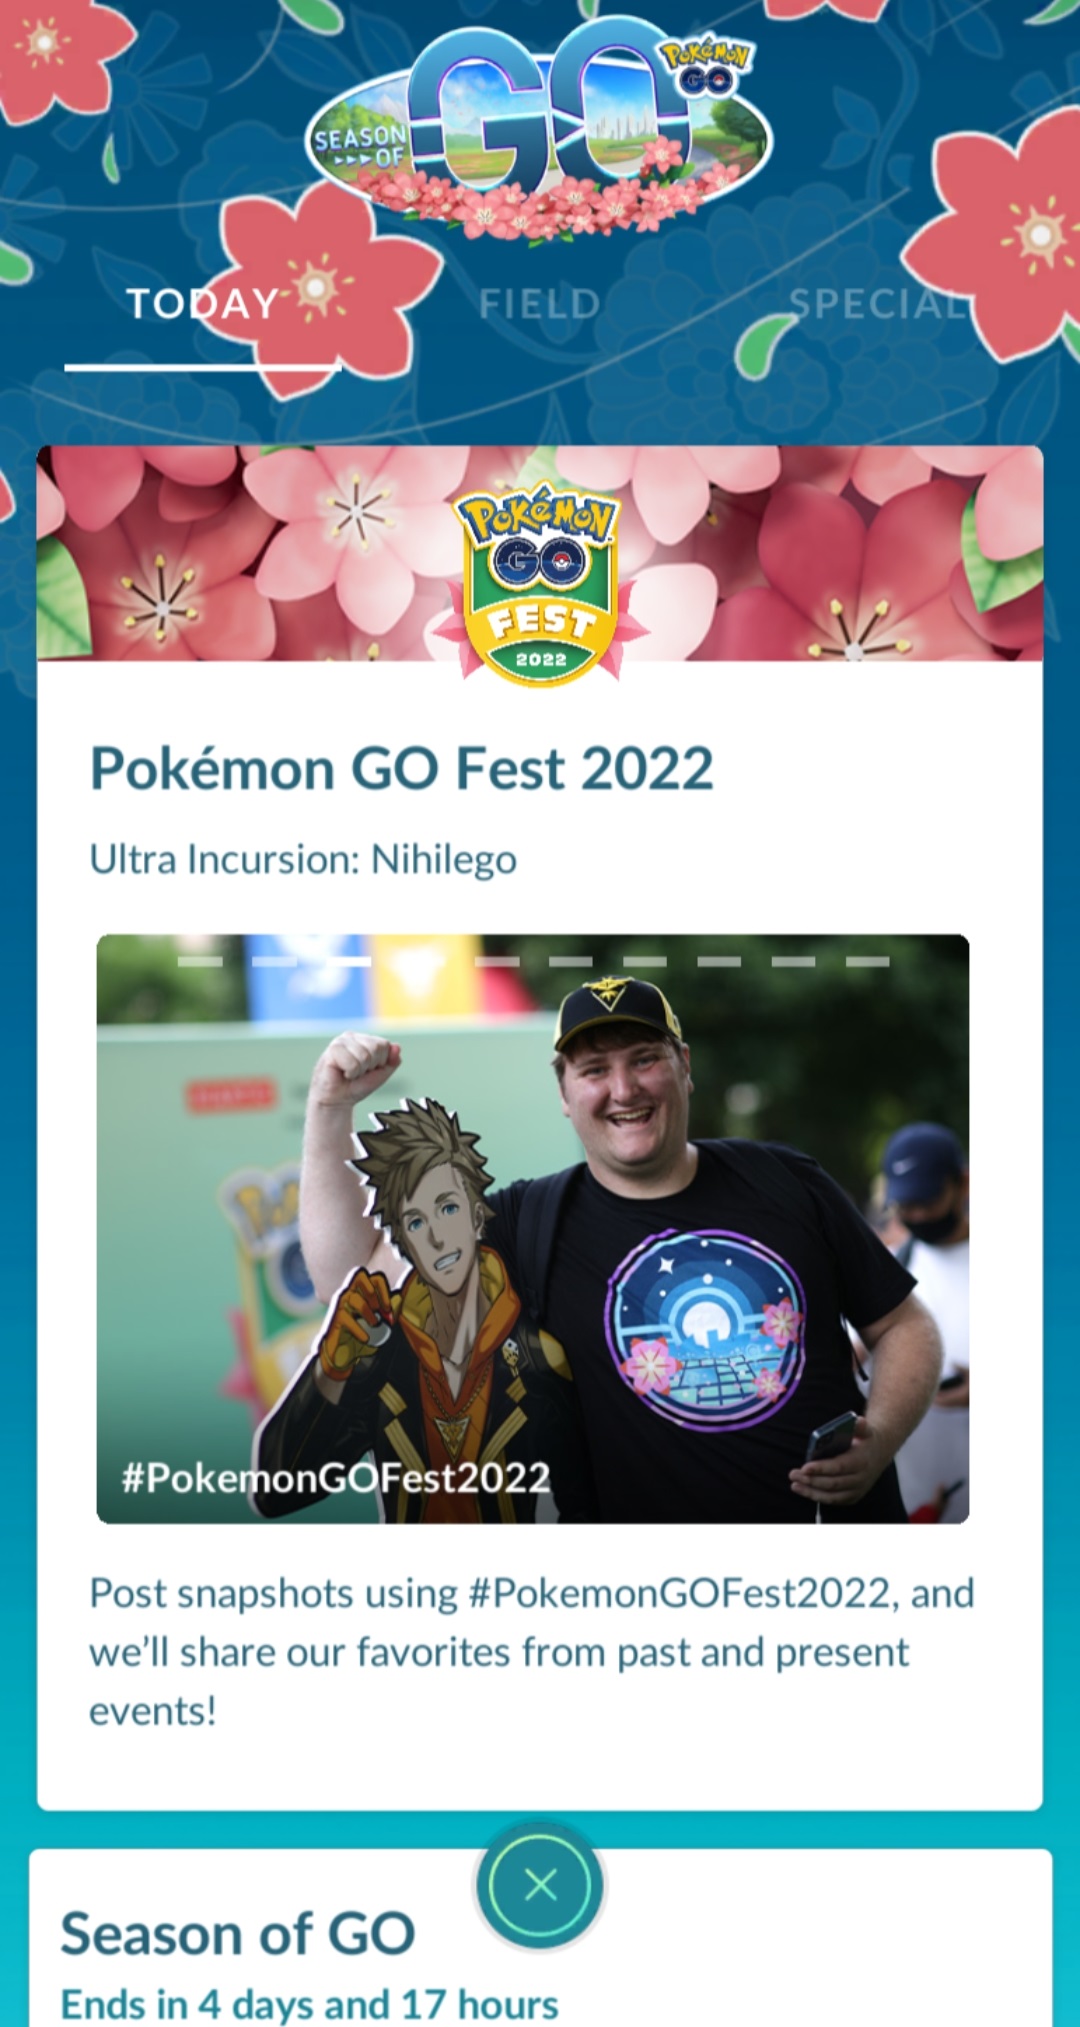 SEASON
OF
GO
POKÉMON
GO
TODAY
FIELD
SPECIAL
POKÉMON
GO
FEST
2022
Pokémon GO Fest 2022
Ultra Incursion: Nihilego
#PokemonGOFest2022
Post snapshots using #PokemonGOFest2022, and
we’ll share our favorites from past and present
events!
Season of GO
Ends in 4 days and 17 hours